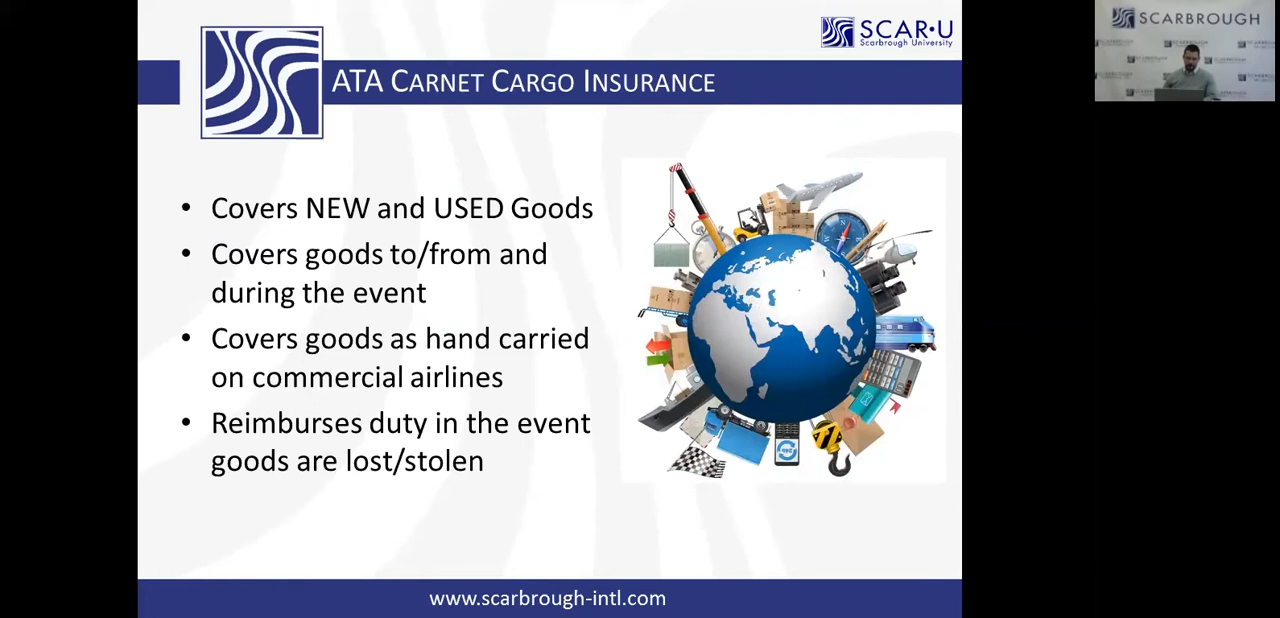 SCAR·U
Scarbrough University
ATA CARNET CARGO INSURANCE
• Covers NEW and USED Goods
• Covers goods to/from and
during the event
• Covers goods as hand carried
on commercial airlines
• Reimburses duty in the event
goods are lost/stolen
www.scarbrough-intl.com
SCARBROUGH